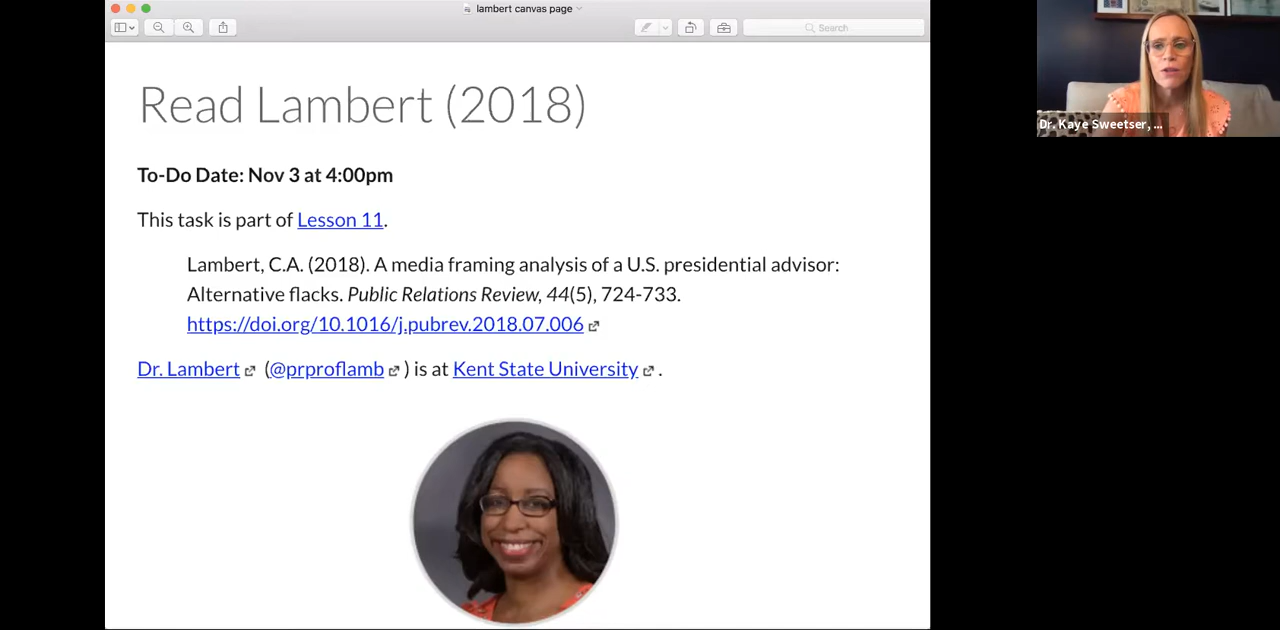 lambert canvas page
Search
Read Lambert (2018)
To-Do Date: Nov 3 at 4:00pm
This task is part of Lesson 11.
Lambert, C.A. (2018). A media framing analysis of a U.S. presidential advisor:
Alternative flacks. Public Relations Review, 44(5), 724-733.
https://doi.org/10.1016/j.pubrev.2018.07.006
Dr. Lambert (@prproflamb) is at Kent State University.
Dr. Kaye Sweetser, ...